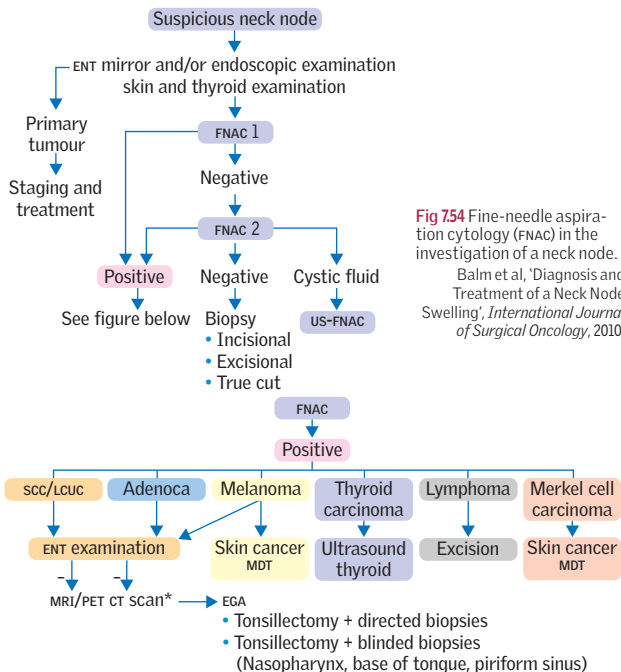 Suspicious neck node
ENT mirror and/or endoscopic examination
skin and thyroid examination
Primary
tumour
Staging and
treatment
FNAC 1
Negative
FNAC 2
Positive
Negative
Cystic fluid
See figure below
Biopsy
• Incisional
• Excisional
• True cut
US-FNAC
Fig 7.54 Fine-needle aspira-
tion cytology (FNAC) in the
investigation of a neck node.
Balm et al, 'Diagnosis and
Treatment of a Neck Node
Swelling', International Journa
of Surgical Oncology, 2010
FNAC
Positive
SCC/LCUC
Adenoca
Melanoma
Thyroid
carcinoma
Lymphoma
Merkel cell
carcinoma
ENT examination
Skin cancer
MDT
Ultrasound
thyroid
Excision
Skin cancer
MDT
– –
MRI/PET CT scan*
EGA
• Tonsillectomy + directed biopsies
• Tonsillectomy + blinded biopsies
(Nasopharynx, base of tongue, piriform sinus)